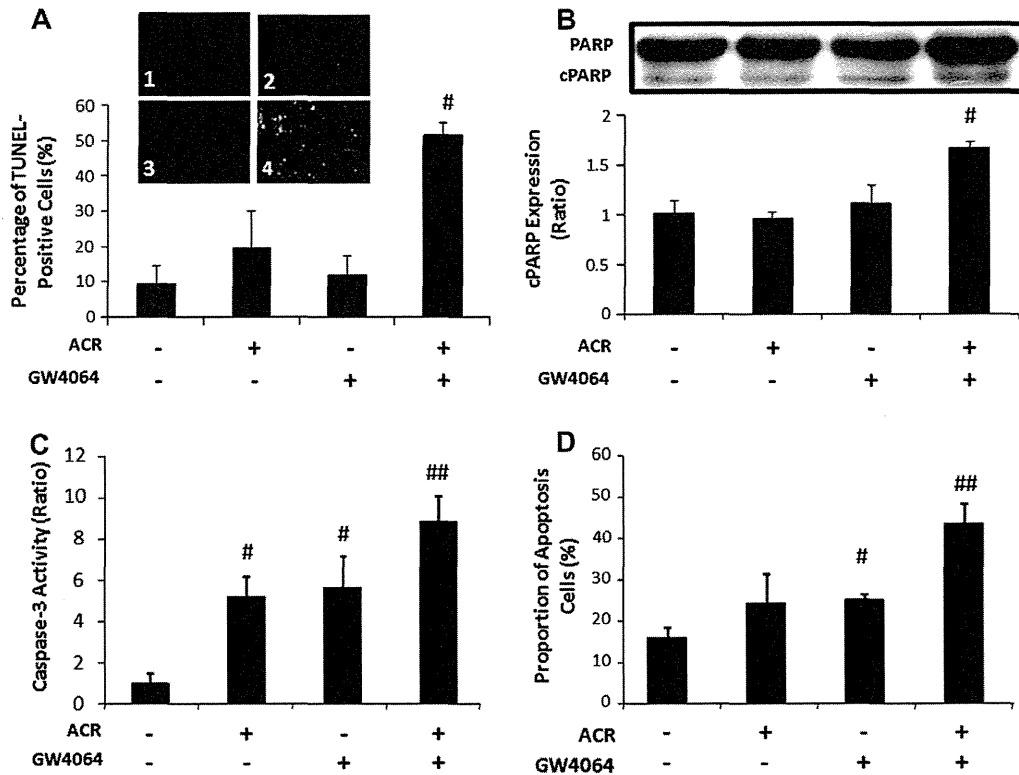 A
1
2
3
4
#
60
50
40
30
20
10
0
Percentage of TUNEL-
Positive Cells (%)
ACR - + - +
GW4064 - - + +
B
PARP
cPARP
#
2
1.5
1
0.5
0
cPARP Expression
(Ratio)
ACR - + - +
GW4064 - - + +
C
12
10
8
6
4
2
0
Caspase-3 Activity (Ratio)
# # ##
ACR - + - +
GW4064 - - + +
D
60
50
40
30
20
10
0
Proportion of Apoptosis
Cells (%)
# ##
ACR - + - +
GW4064 - - + +